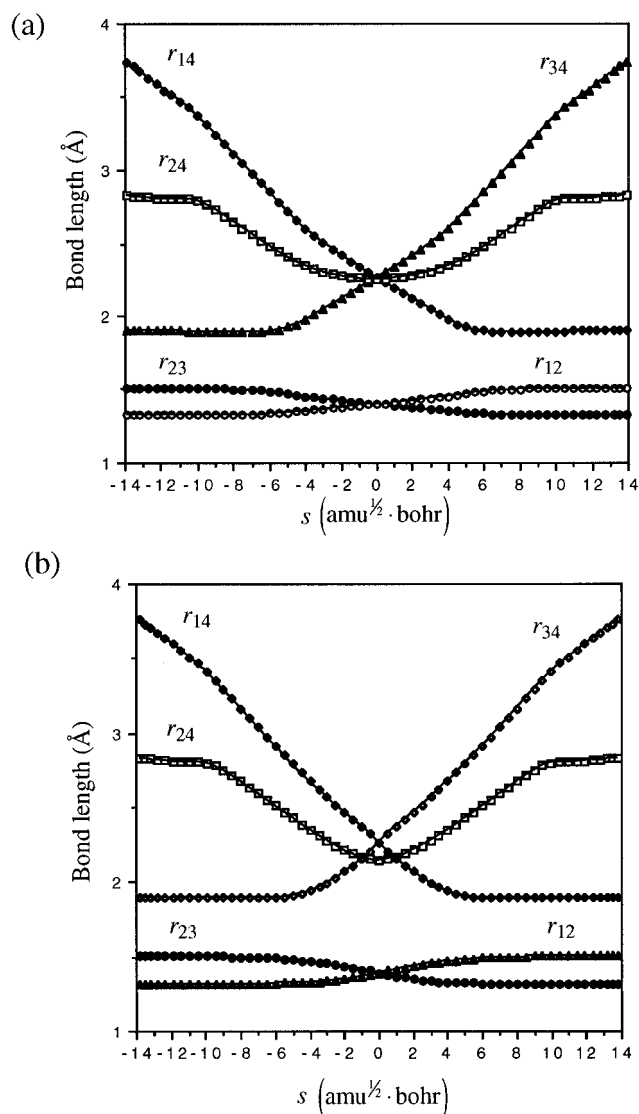 (a)
4
r14
r34
r24
3
Bond length (Å)
2
r23
r12
1
-14 -12 -10 -8 -6 -4 -2 0 2 4 6 8 10 12 14
s (amu½ · bohr)
(b)
4
r14
r34
r24
3
Bond length (Å)
2
r23
r12
1
-14 -12 -10 -8 -6 -4 -2 0 2 4 6 8 10 12 14
s (amu½ · bohr)